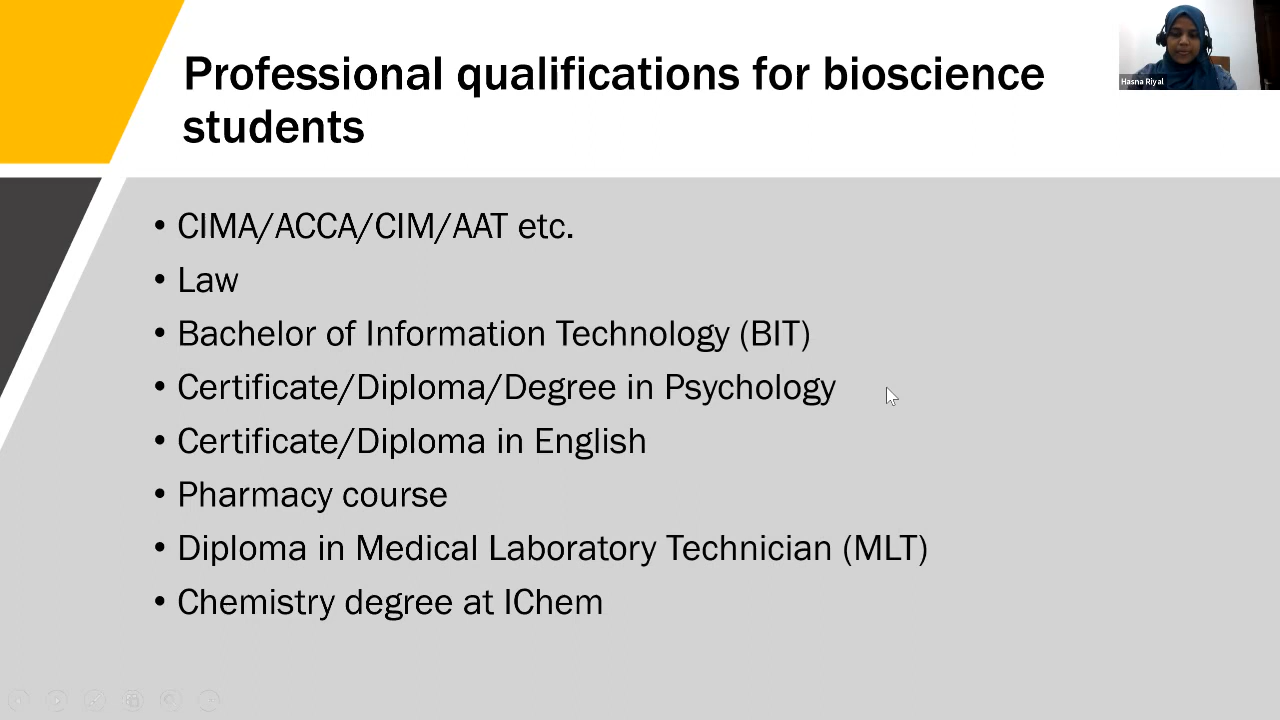 Professional qualifications for bioscience
students
Hasna Riyal
• CIMA/ACCA/CIM/AAT etc.
• Law
• Bachelor of Information Technology (BIT)
• Certificate/Diploma/Degree in Psychology
• Certificate/Diploma in English
• Pharmacy course
• Diploma in Medical Laboratory Technician (MLT)
• Chemistry degree at IChem